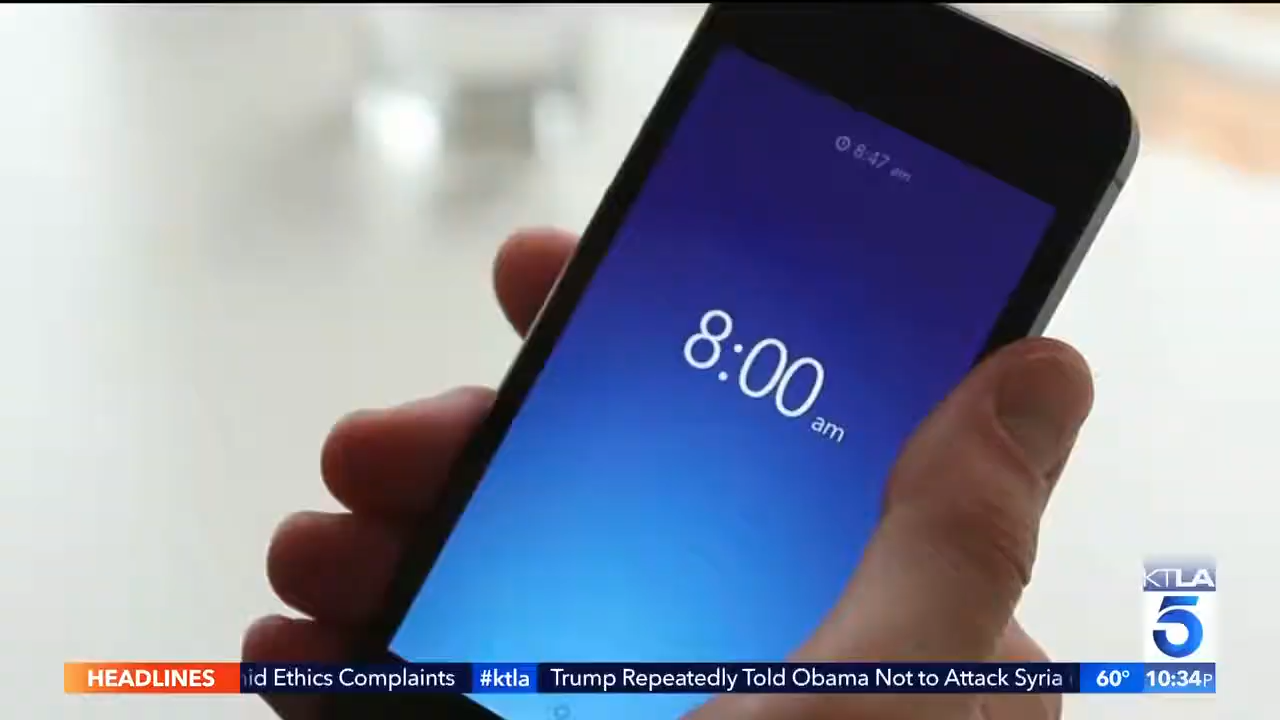 8:47 am
8:00 am
KTLA
5
HEADLINES
Ethics Complaints #ktla Trump Repeatedly Told Obama Not to Attack Syria
60° 10:34P